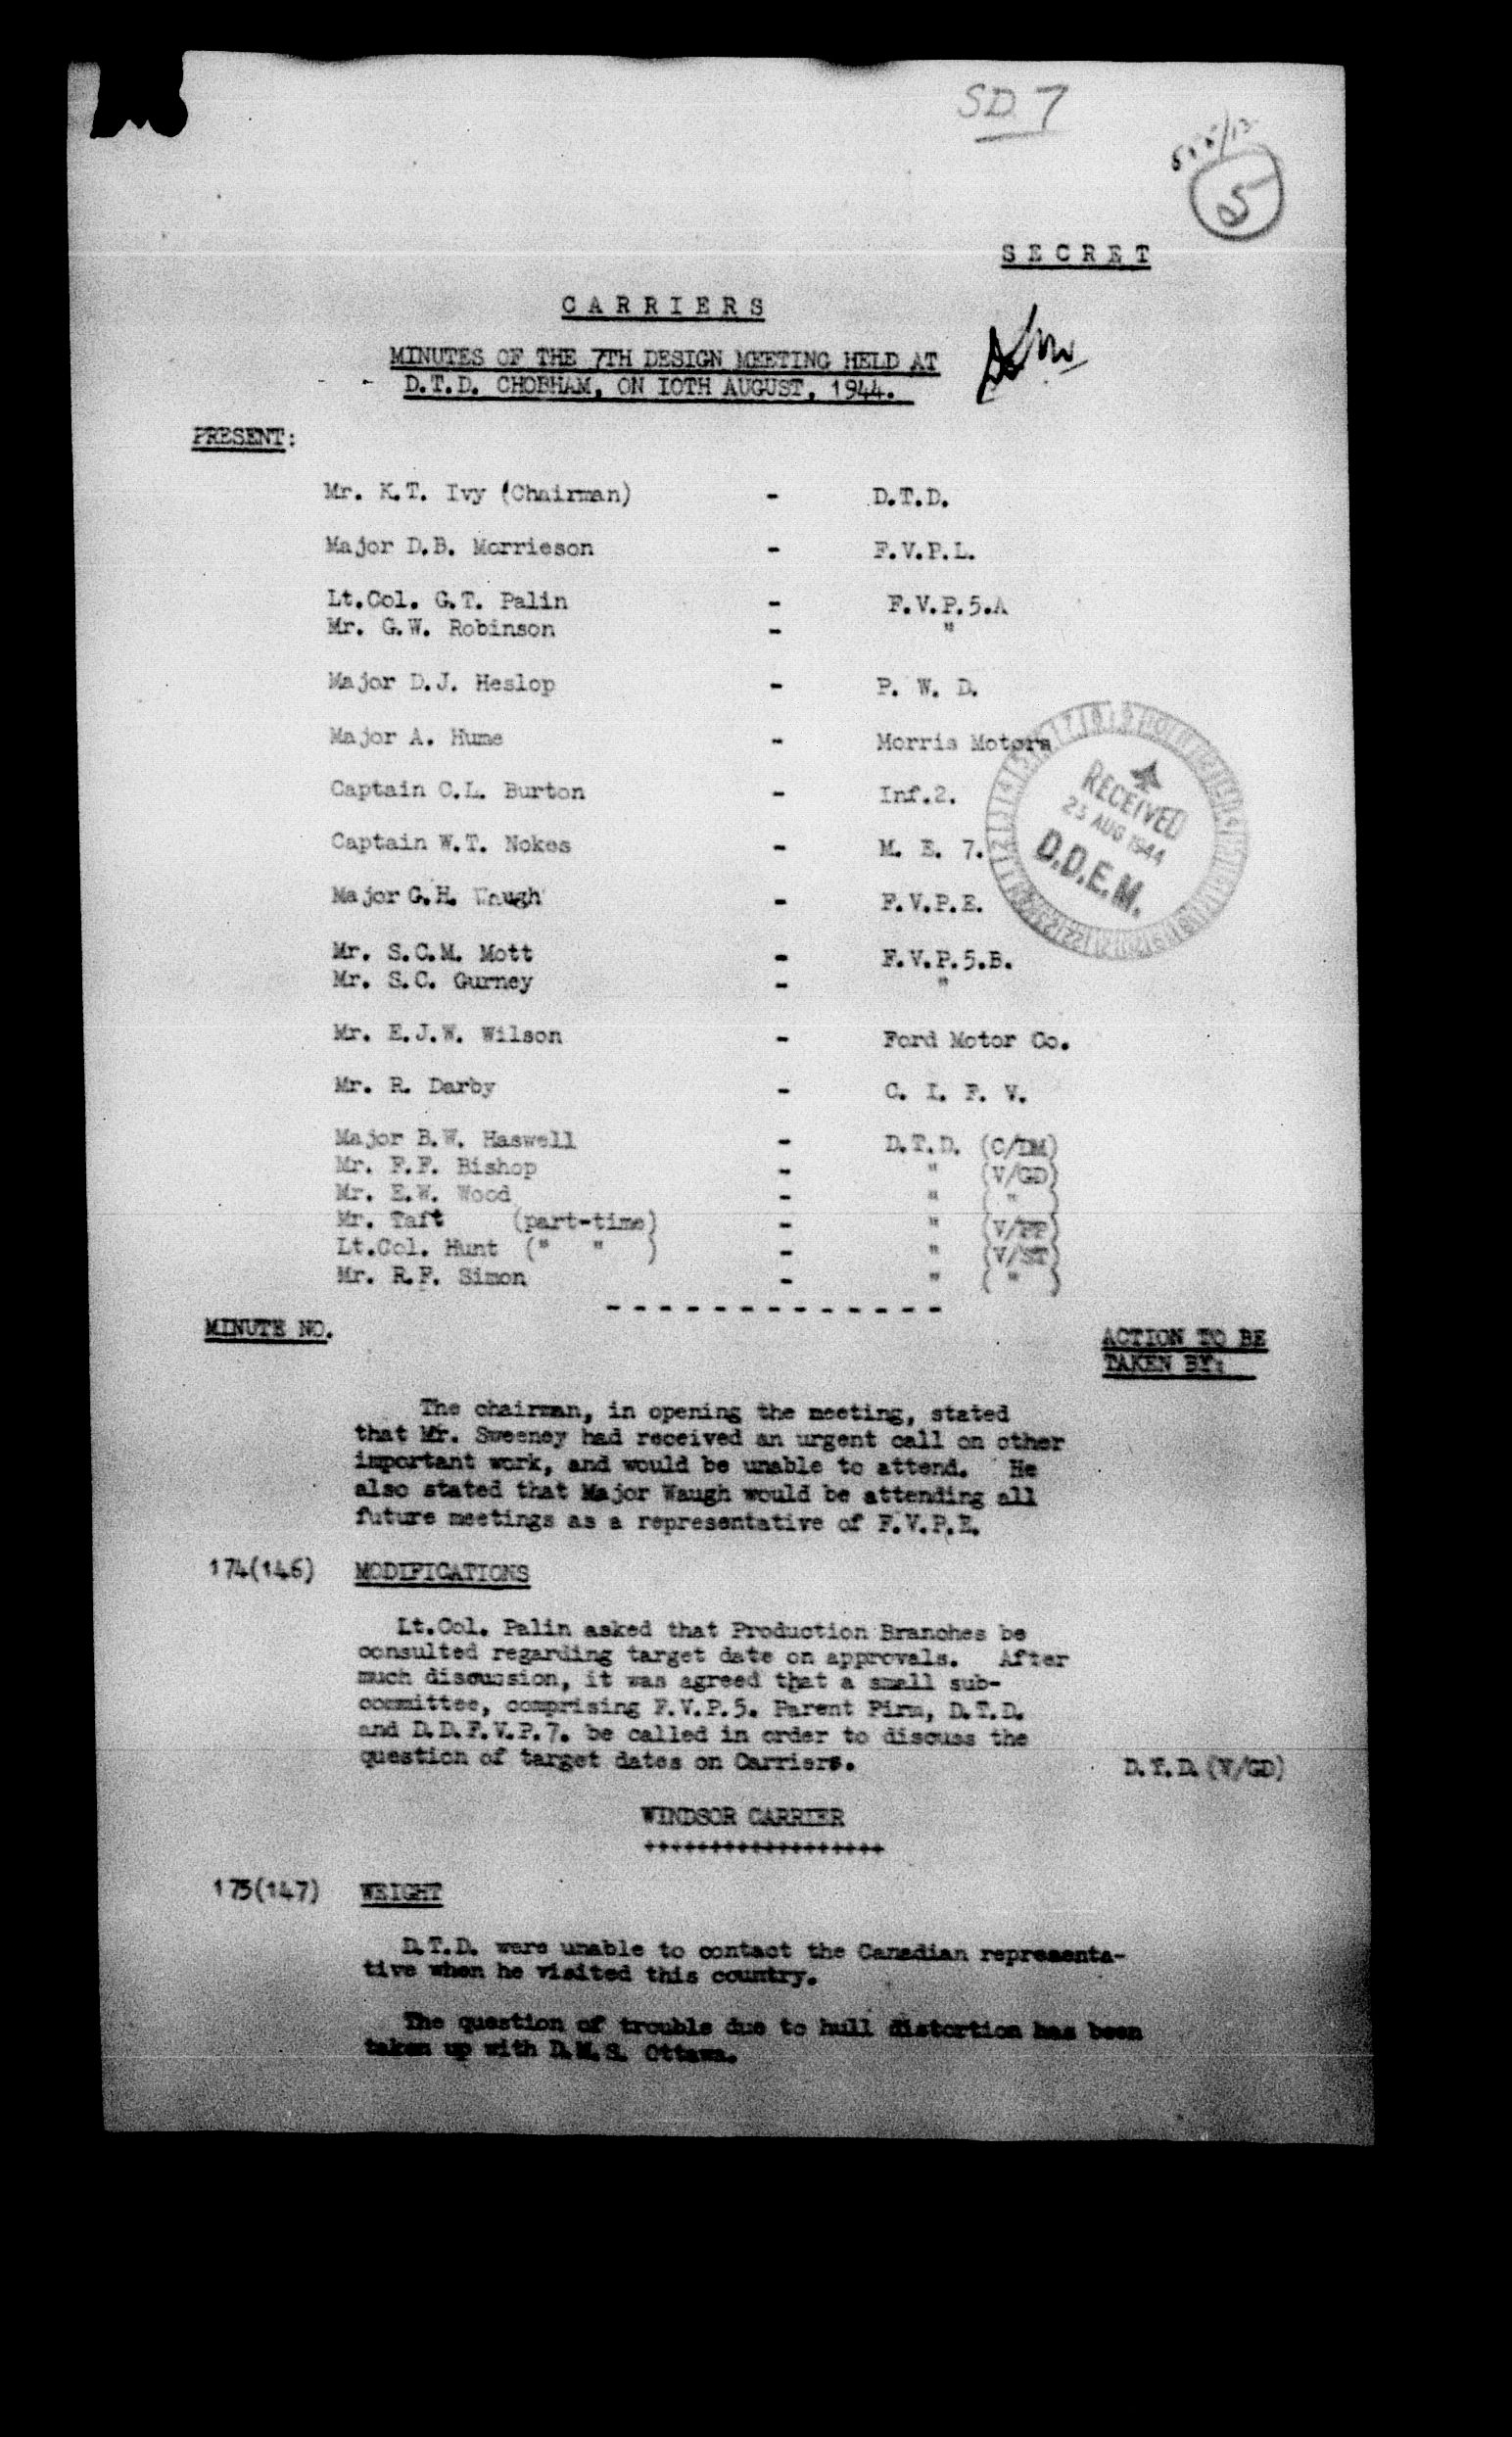 SD 7
5
S E C R E T
C A R R I E R S
MINUTES OF THE 7TH DESIGN MEETING HELD AT
D.T.D. CHOBHAM, ON 10TH AUGUST, 1944.
PRESENT:
Mr. K.T. Ivy (Chairman) - D.T.D.
Major D.B. Morrieson - F.V.P.L.
Lt.Col. G.T. Palin - F.V.P.5.A
Mr. G.W. Robinson - "
Major D.J. Heslop - P. W. D.
Major A. Hume - Morris Motors
Captain C.L. Burton - Inf.2.
Captain W.T. Nokes - M. E. 7.
Major G.H. Waugh - F.V.P.E.
Mr. S.C.M. Mott - F.V.P.5.B.
Mr. S.C. Gurney - "
Mr. E.J.W. Wilson - Ford Motor Co.
Mr. R. Darby - C. I. F. V.
Major B.W. Haswell - D.T.D. (C/DM)
Mr. F.F. Bishop - " (V/GD)
Mr. E.W. Wood - " ( " )
Mr. Taft (part-time) - " (V/PP)
Lt.Col. Hunt (" " ) - " (V/ST)
Mr. R.F. Simon - " ( " )
RECEIVED
23 AUG 1944
D.D.E.M.
MINUTE NO.
ACTION TO BE
TAKEN BY:
The chairman, in opening the meeting, stated
that Mr. Sweeney had received an urgent call on other
important work, and would be unable to attend. He
also stated that Major Waugh would be attending all
future meetings as a representative of F.V.P.E.
174(146) MODIFICATIONS
Lt.Col. Palin asked that Production Branches be
consulted regarding target date on approvals. After
much discussion, it was agreed that a small sub-
committee, comprising F.V.P.5. Parent Firm, D.T.D.
and D.D.F.V.P.7. be called in order to discuss the
question of target dates on Carriers. D.T.D.(V/GD)
WINDSOR CARRIER
++++++++++++++++++
175(147) WEIGHT
D.T.D. were unable to contact the Canadian representa-
tive when he visited this country.
The question of trouble due to hull distortion has been
taken up with D.M.S. Ottawa.